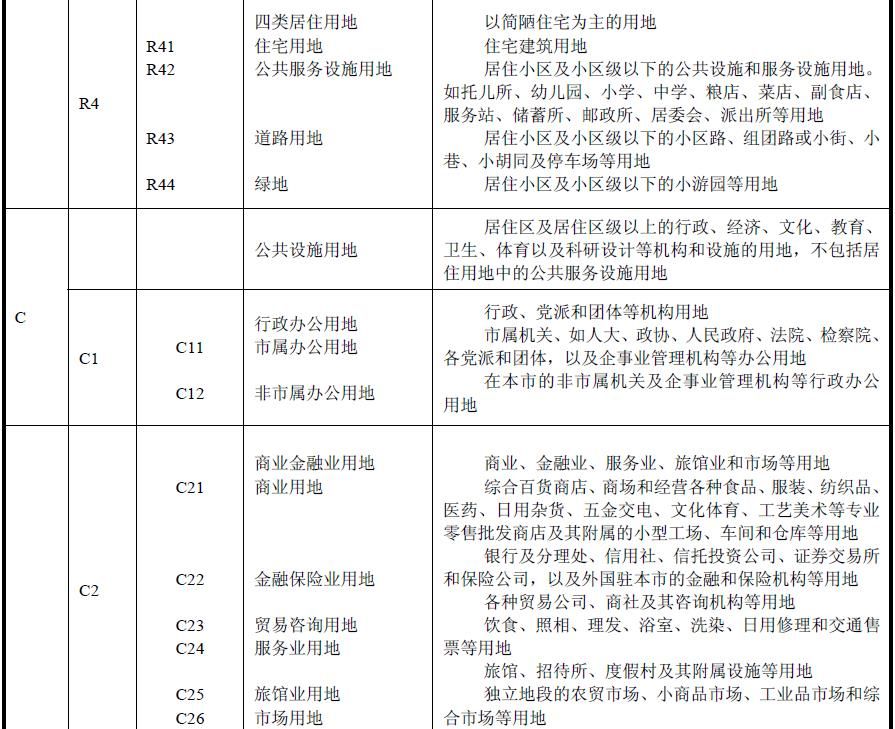 四类居住用地 以简陋住宅为主的用地
R41 住宅用地 住宅建筑用地
R42 公共服务设施用地 居住小区及小区级以下的公共设施和服务设施用地。
如托儿所、幼儿园、小学、中学、粮店、菜店、副食店、
R4
服务站、储蓄所、邮政所、居委会、派出所等用地
R43 道路用地 居住小区及小区级以下的小区路、组团路或小街、小
巷、小胡同及停车场等用地
R44 绿地 居住小区及小区级以下的小游园等用地
居住区及居住区级以上的行政、经济、文化、教育、
公共设施用地 卫生、体育以及科研设计等机构和设施的用地，不包括居
住用地中的公共服务设施用地
C
行政办公用地 行政、党派和团体等机构用地
C11 市属办公用地 市属机关、如人大、政协、人民政府、法院、检察院、
C1 各党派和团体，以及企事业管理机构等办公用地
C12 非市属办公用地 在本市的非市属机关及企事业管理机构等行政办公
用地
商业金融业用地 商业、金融业、服务业、旅馆业和市场等用地
C21 商业用地 综合百货商店、商场和经营各种食品、服装、纺织品、
医药、日用杂货、五金交电、文化体育、工艺美术等专业
零售批发商店及其附属的小型工场、车间和仓库等用地
银行及分理处、信用社、信托投资公司、证券交易所
C22 金融保险业用地 和保险公司，以及外国驻本市的金融和保险机构等用地
C2 各种贸易公司、商社及其咨询机构等用地
C23 贸易咨询用地 饮食、照相、理发、浴室、洗染、日用修理和交通售
C24 服务业用地 票等用地
旅馆、招待所、度假村及其附属设施等用地
C25 旅馆业用地 独立地段的农贸市场、小商品市场、工业品市场和综
C26 市场用地 合市场等用地